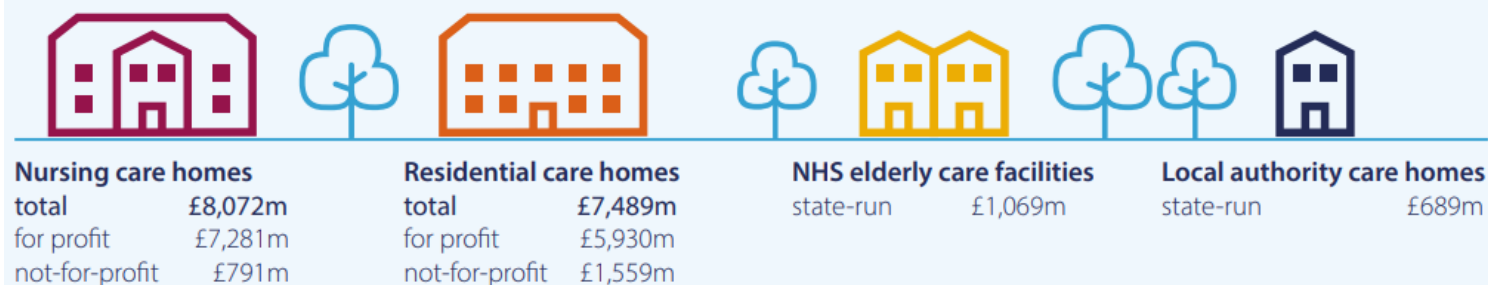 Nursing care homes
total £8,072m
for profit £7,281m
not-for-profit £791m
Residential care homes
total £7,489m
for profit £5,930m
not-for-profit £1,559m
NHS elderly care facilities
state-run £1,069m
Local authority care homes
state-run £689m